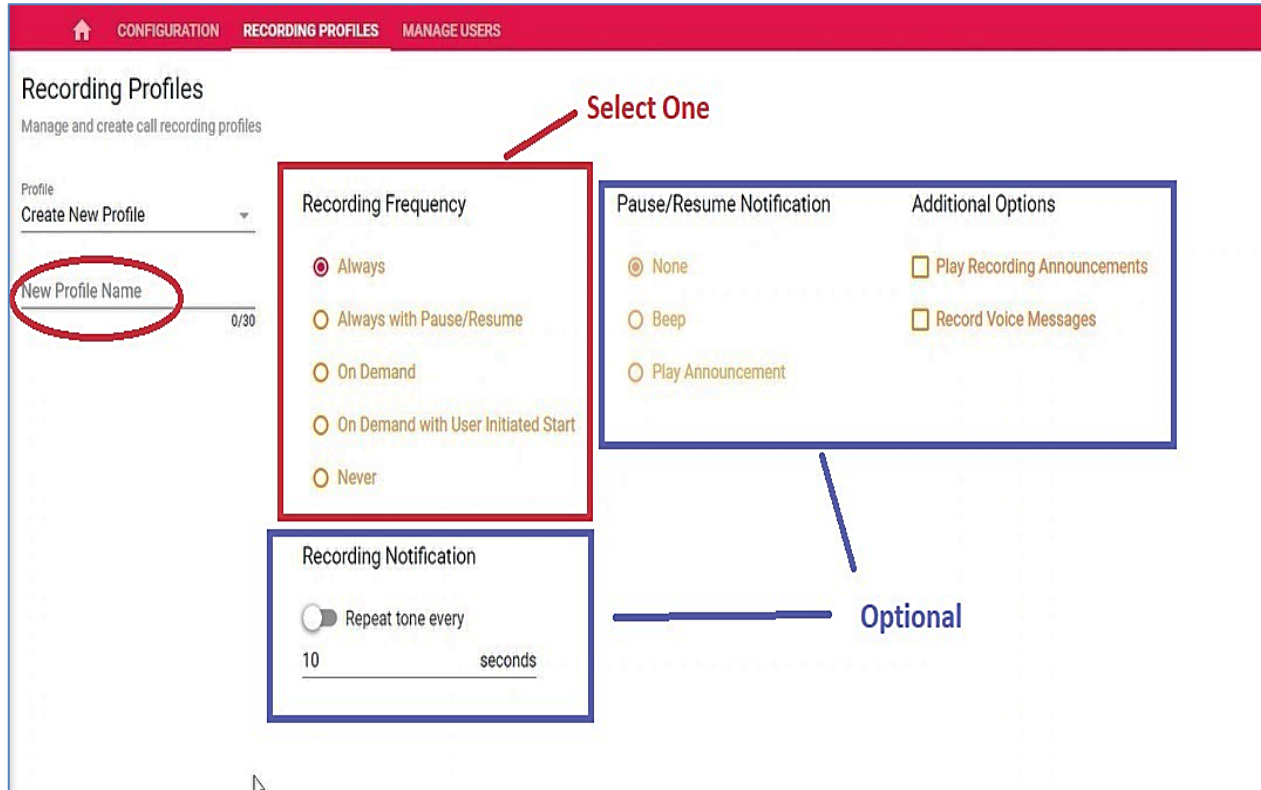 CONFIGURATION RECORDING PROFILES MANAGE USERS
Recording Profiles
Manage and create call recording profiles
Select One
Profile
Create New Profile
New Profile Name
0/30
Recording Frequency
Always
Always with Pause/Resume
On Demand
On Demand with User Initiated Start
Never
Pause/Resume Notification
None
Beep
Play Announcement
Additional Options
Play Recording Announcements
Record Voice Messages
Recording Notification
Repeat tone every
10 seconds
Optional